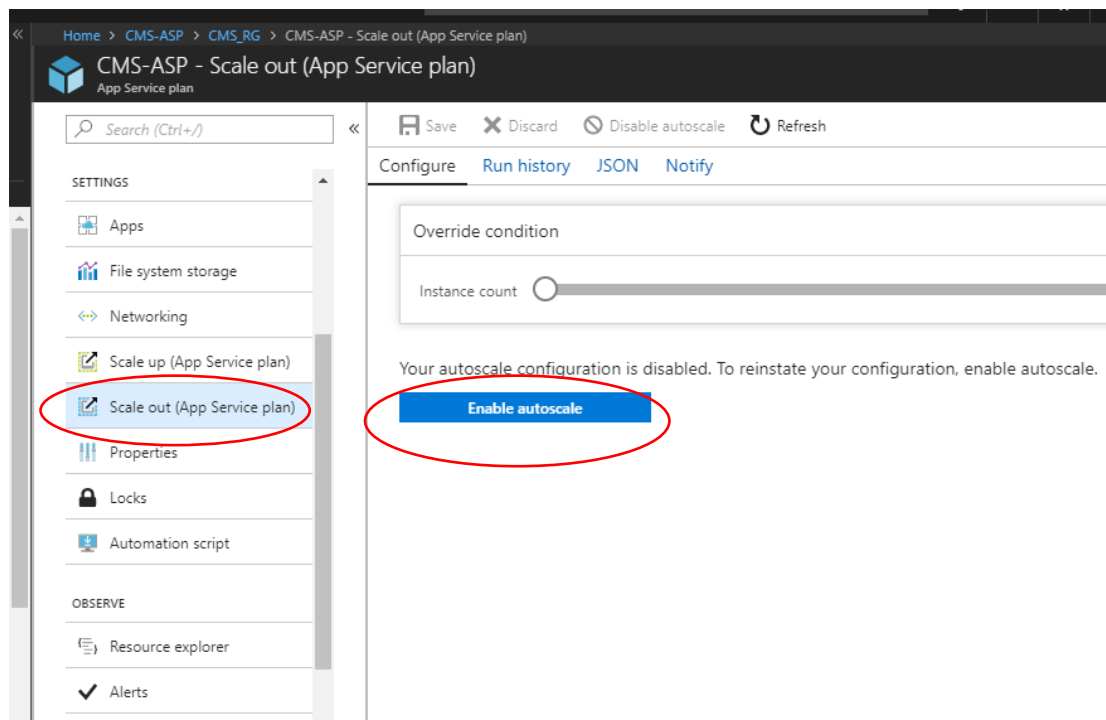 Home > CMS-ASP > CMS_RG > CMS-ASP - Scale out (App Service plan)
CMS-ASP - Scale out (App Service plan)
App Service plan
Search (Ctrl+/)
SETTINGS
Apps
File system storage
Networking
Scale up (App Service plan)
Scale out (App Service plan)
Properties
Locks
Automation script
OBSERVE
Resource explorer
Alerts
Save Discard Disable autoscale Refresh
Configure Run history JSON Notify
Override condition
Instance count
Your autoscale configuration is disabled. To reinstate your configuration, enable autoscale.
Enable autoscale